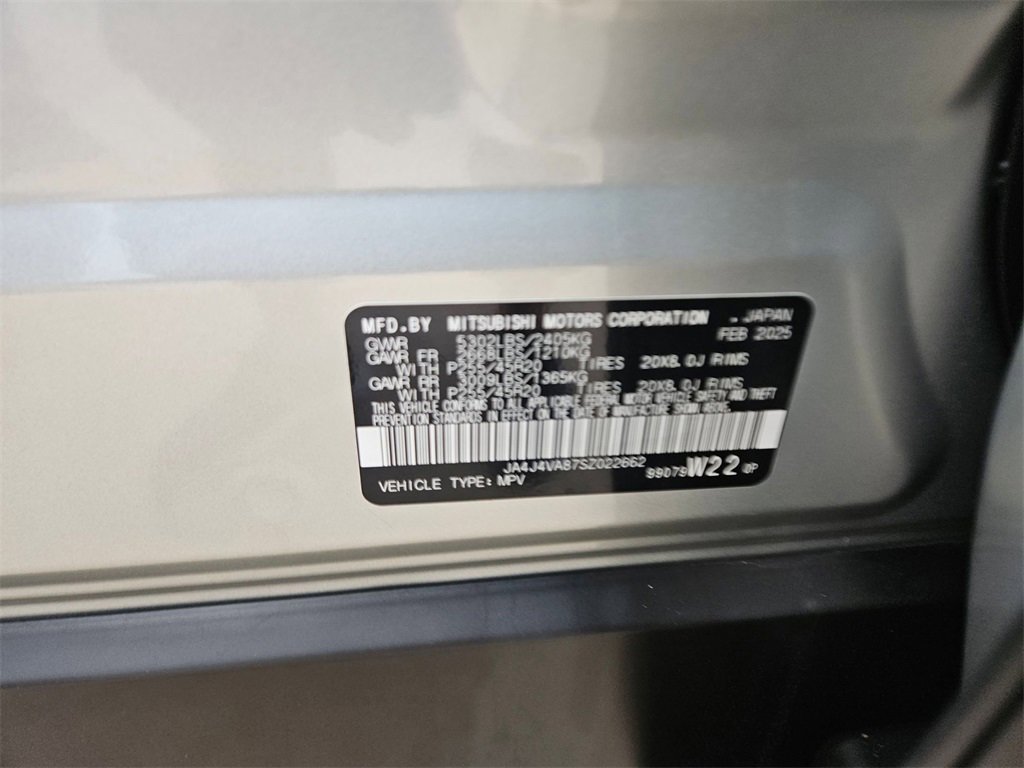 MFD.BY MITSUBISHI MOTORS CORPORATION - JAPAN
FEB 2025
GVWR 5302LBS/2405KG
GAWR FR 2668LBS/1210KG
WITH P255/45R20 TIRES 20X8.0J RIMS
GAWR RR 3009LBS/1365KG
WITH P255/45R20 TIRES 20X8.0J RIMS
THIS VEHICLE CONFORMS TO ALL APPLICABLE FEDERAL MOTOR VEHICLE SAFETY AND THEFT
PREVENTION STANDARDS IN EFFECT ON THE DATE OF MANUFACTURE SHOWN ABOVE.
JA4J4VA87SZ022662
99079 W22 OP
VEHICLE TYPE: MPV